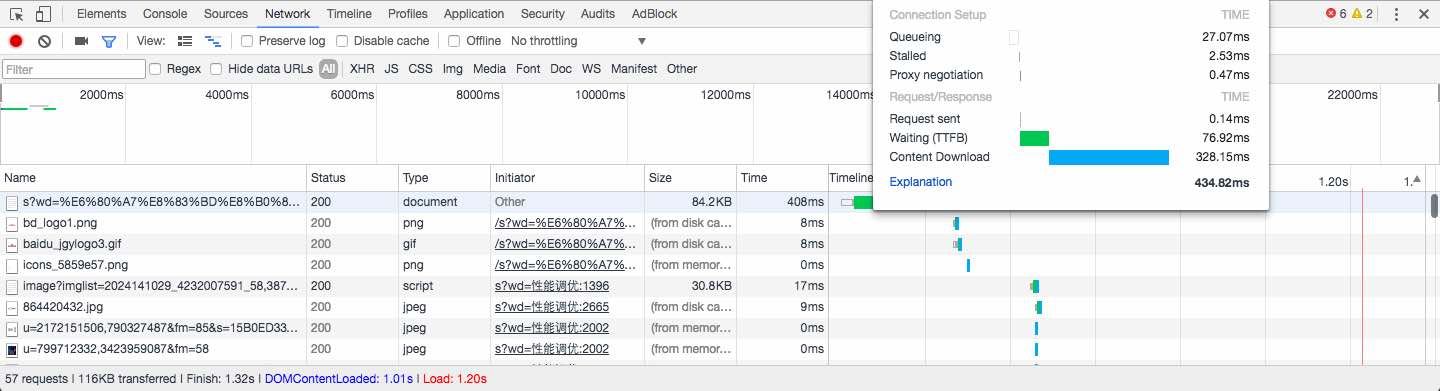 Elements Console Sources Network Timeline Profiles Application Security Audits AdBlock 6 2
View: Preserve log Disable cache Offline No throttling
Filter Regex Hide data URLs All XHR JS CSS Img Media Font Doc WS Manifest Other
2000ms 4000ms 6000ms 8000ms 10000ms 12000ms 14000ms 22000ms
Connection Setup TIME
Queueing 27.07ms
Stalled 2.53ms
Proxy negotiation 0.47ms
Request/Response TIME
Request sent 0.14ms
Waiting (TTFB) 76.92ms
Content Download 328.15ms
Explanation 434.82ms
Name Status Type Initiator Size Time Timeline 1.20s 1.
s?wd=%E6%80%A7%E8%83%BD%E8%B0%8... 200 document Other 84.2KB 408ms
bd_logo1.png 200 png /s?wd=%E6%80%A7%... (from disk ca... 8ms
baidu_jgylogo3.gif 200 gif /s?wd=%E6%80%A7%... (from disk ca... 8ms
icons_5859e57.png 200 png /s?wd=%E6%80%A7%... (from memor... 0ms
image?imglist=2024141029_4232007591_58,387... 200 script s?wd=性能调优:1396 30.8KB 17ms
864420432.jpg 200 jpeg s?wd=性能调优:2665 (from disk ca... 9ms
u=2172151506,790327487&fm=85&s=15B0ED33... 200 jpeg s?wd=性能调优:2002 (from memor... 0ms
u=799712332,3423959087&fm=58 200 jpeg s?wd=性能调优:2002 (from memor... 0ms
57 requests | 116KB transferred | Finish: 1.32s | DOMContentLoaded: 1.01s | Load: 1.20s